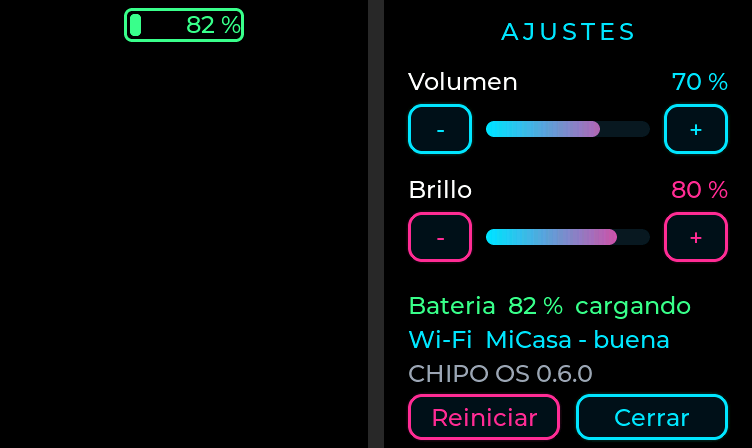 82 %
AJUSTES
Volumen 70 %
- +
Brillo 80 %
- +
Bateria 82 % cargando
Wi-Fi MiCasa - buena
CHIPO OS 0.6.0
Reiniciar Cerrar